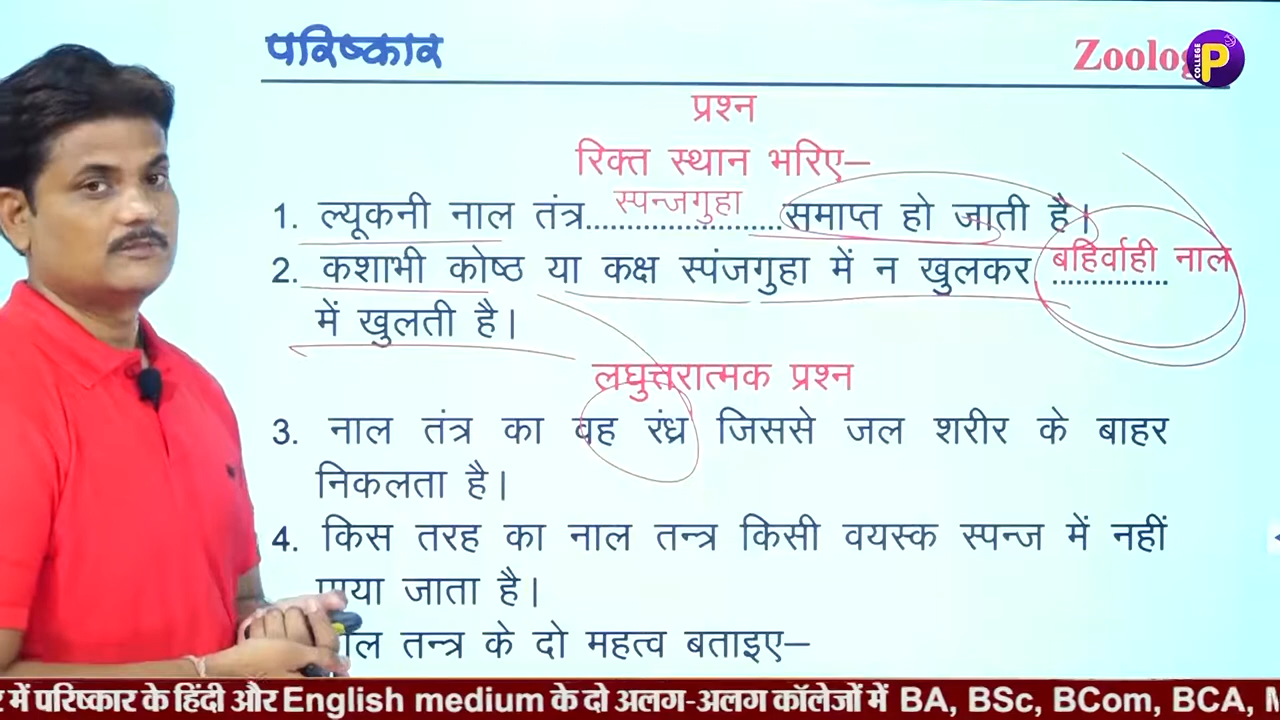 परिष्कार
Zoolog
COLLEGE P
प्रश्न
रिक्त स्थान भरिए–
1. ल्यूकनी नाल तंत्र......स्पन्जगुहा......समाप्त हो जाती है।
2. कशाभी कोष्ठ या कक्ष स्पंजगुहा में न खुलकर बहिर्वाही नाल
में खुलती है।
लघुत्तरात्मक प्रश्न
3. नाल तंत्र का वह रंध्र जिससे जल शरीर के बाहर
निकलता है।
4. किस तरह का नाल तन्त्र किसी वयस्क स्पन्ज में नहीं
पाया जाता है।
नाल तन्त्र के दो महत्व बताइए–
र में परिष्कार के हिंदी और English medium के दो अलग-अलग कॉलेजों में BA, BSc, BCom, BCA, M